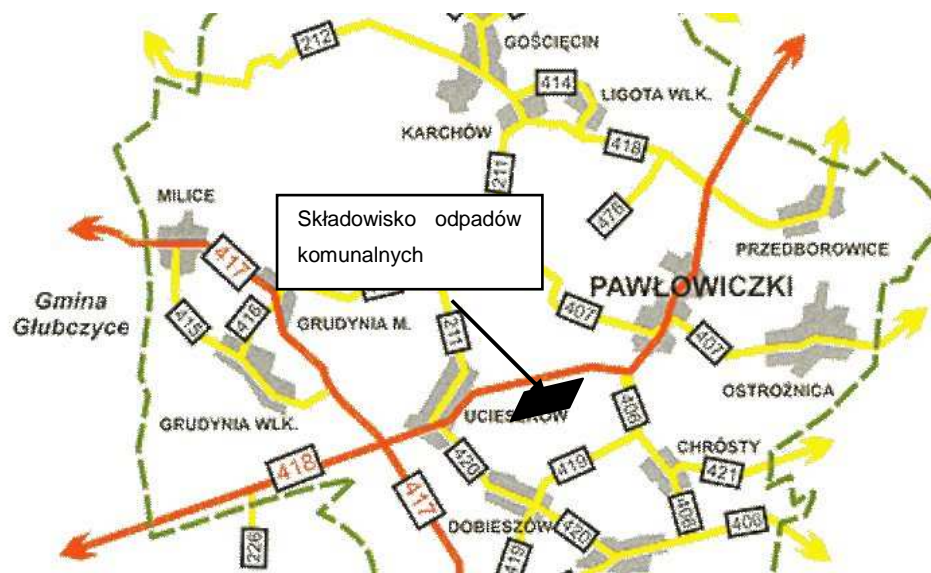 212
GOŚCIĘCIN
414
LIGOTA WLK.
KARCHÓW
418
211
476
MILICE
Składowisko odpadów
komunalnych
PRZEDBOROWICE
417
PAWŁOWICZKI
Gmina
Głubczyce
415
416
GRUDYNIA M.
211
407
407
OSTROŻNICA
GRUDYNIA WLK.
UCIESZKÓW
406
CHRÓSTY
418
420
419
421
417
408
DOBIESZÓW
226
419
420
408